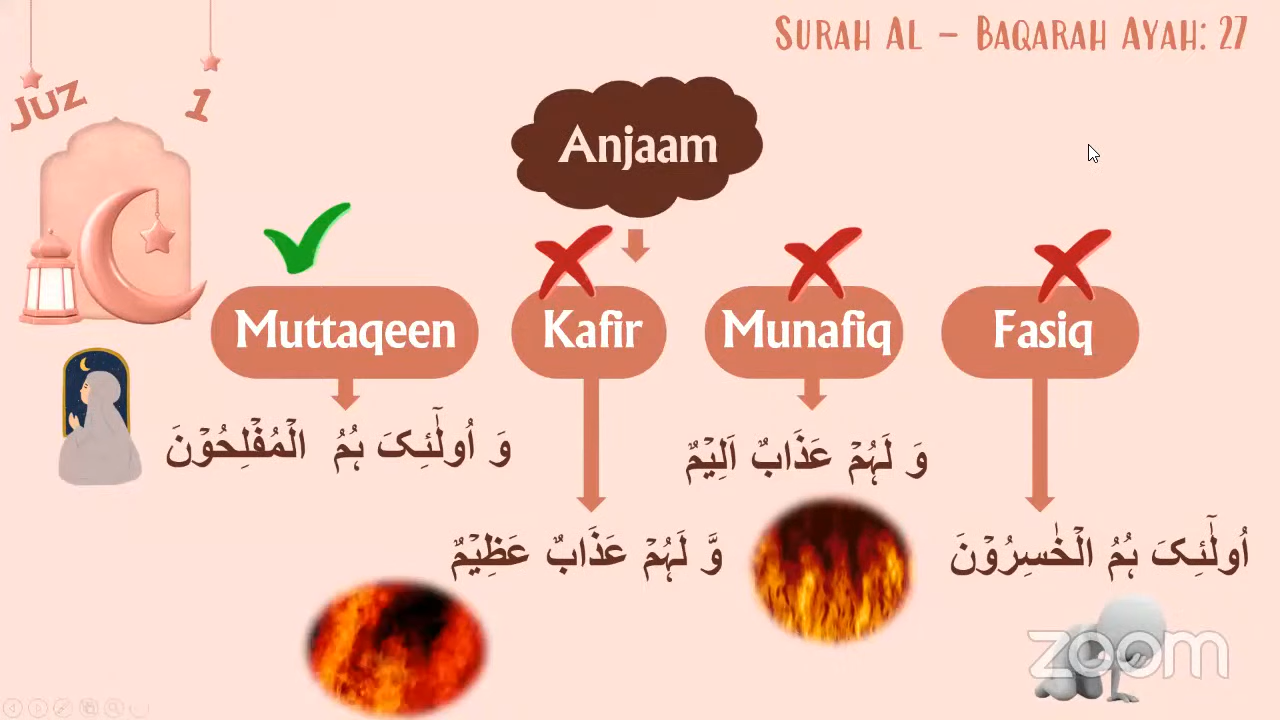 SURAH AL – BAQARAH AYAH: 27
JUZ 1
Anjaam
Muttaqeen
Kafir
Munafiq
Fasiq
وَ اُولٰٓئِکَ ہُمُ الۡمُفۡلِحُوۡنَ
وَ لَہُمۡ عَذَابٌ اَلِیۡمٌ
وَّ لَہُمۡ عَذَابٌ عَظِیۡمٌ
اُولٰٓئِکَ ہُمُ الۡخٰسِرُوۡنَ
zoom